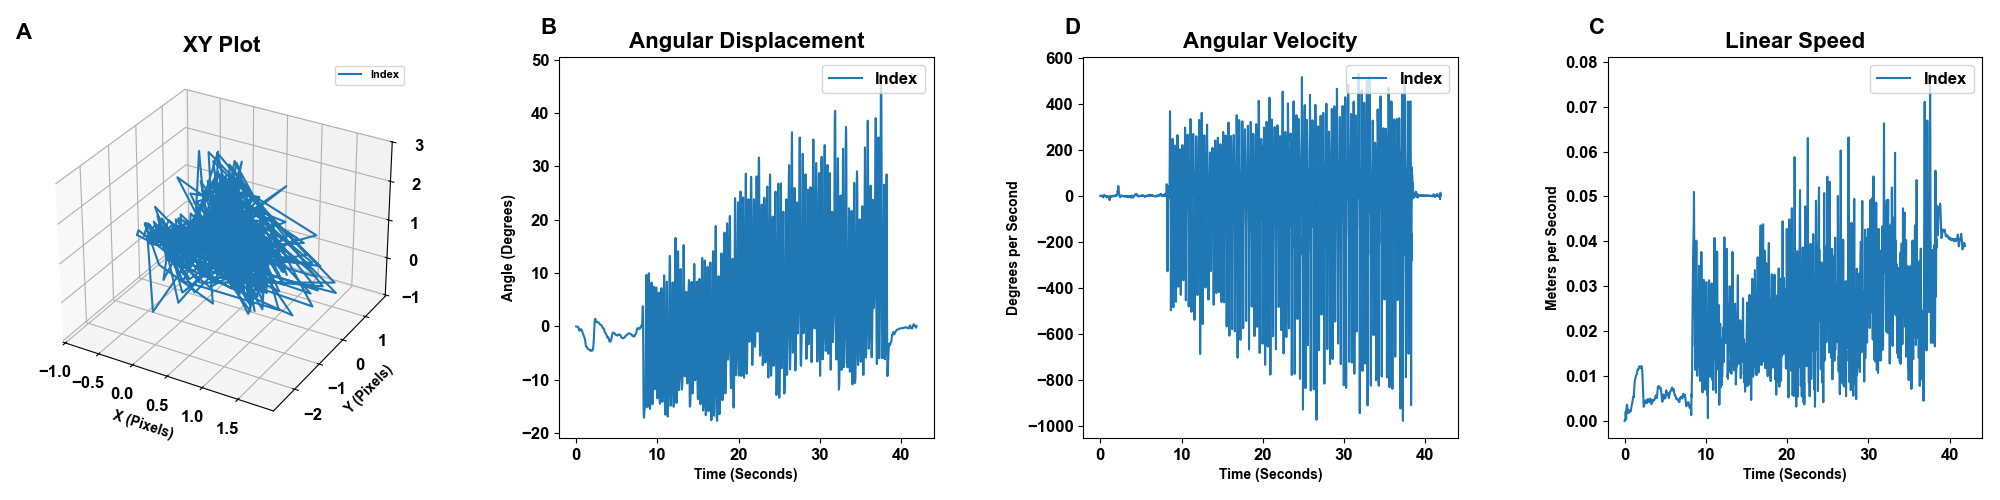 A
XY Plot
Index
3
2
1
0
−1
−1.0
−0.5
0.0
0.5
1.0
1.5
X (Pixels)
−2
−1
0
1
Y (Pixels)
B
Angular Displacement
Index
50
40
30
20
10
0
−10
−20
Angle (Degrees)
0 10 20 30 40
Time (Seconds)
D
Angular Velocity
Index
600
400
200
0
−200
−400
−600
−800
−1000
Degrees per Second
0 10 20 30 40
Time (Seconds)
C
Linear Speed
Index
0.08
0.07
0.06
0.05
0.04
0.03
0.02
0.01
0.00
Meters per Second
0 10 20 30 40
Time (Seconds)